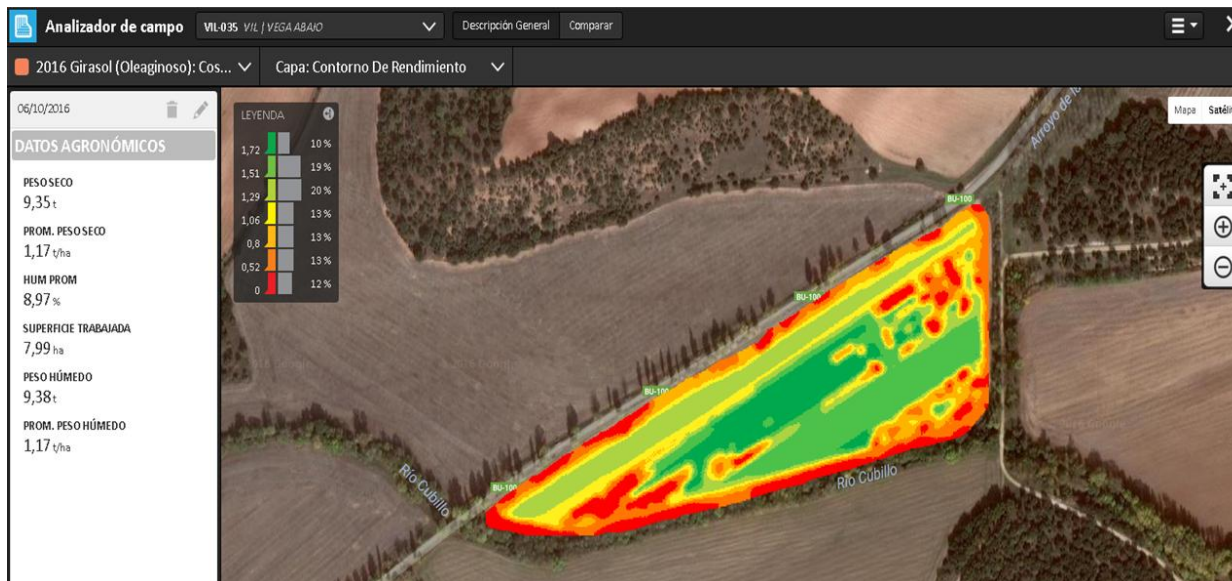 Analizador de campo
VIL-035 VIL | VEGA ABAJO
Descripción General
Comparar
2016 Girasol (Oleaginoso): Cos...
Capa: Contorno De Rendimiento
06/10/2016
DATOS AGRONÓMICOS
PESO SECO
9,35 t
PROM. PESO SECO
1,17 t/ha
HUM PROM
8,97 %
SUPERFICIE TRABAJADA
7,99 ha
PESO HÚMEDO
9,38 t
PROM. PESO HÚMEDO
1,17 t/ha
LEYENDA
10 %
1,72
19 %
1,51
20 %
1,29
13 %
1,06
13 %
0,8
13 %
0,52
12 %
0
Mapa
Satéli
Arroyo de la
BU-100
BU-100
BU-100
BU-100
Río Cubillo
Río Cubillo